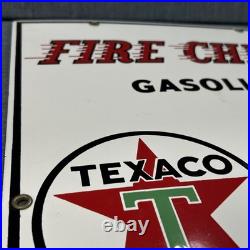 FIRE CH
GASOLI
TEXACO
T